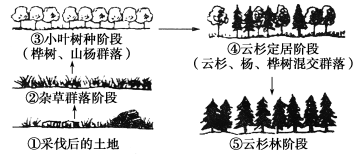 ③小叶树种阶段
(桦树、山杨群落)
④云杉定居阶段
(云杉、杨、桦树混交群落)
②杂草群落阶段
①采伐后的土地
⑤云杉林阶段